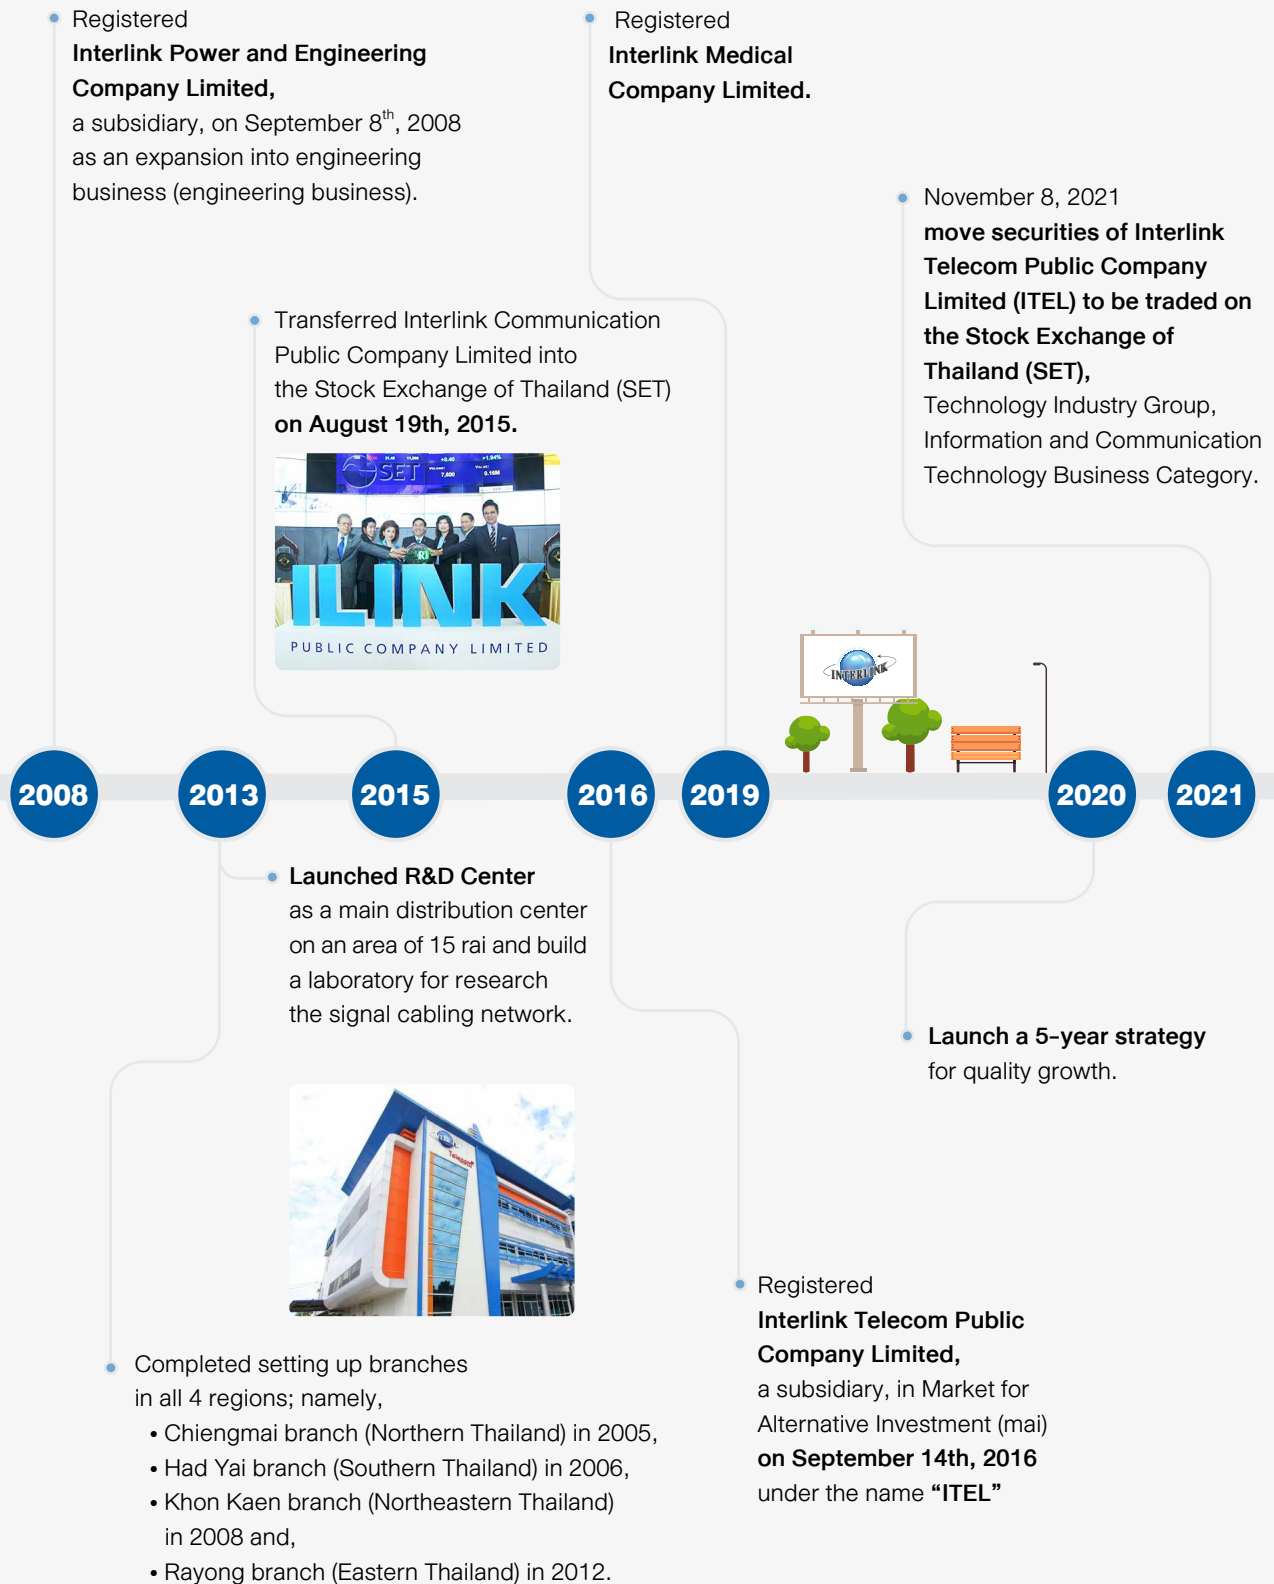 Registered
Interlink Power and Engineering
Company Limited,
a subsidiary, on September 8th, 2008
as an expansion into engineering
business (engineering business).
Registered
Interlink Medical
Company Limited.
November 8, 2021
move securities of Interlink
Telecom Public Company
Limited (ITEL) to be traded on
the Stock Exchange of
Thailand (SET),
Technology Industry Group,
Information and Communication
Technology Business Category.
Transferred Interlink Communication
Public Company Limited into
the Stock Exchange of Thailand (SET)
on August 19th, 2015.
SET
+0.40
+1.94%
7,600
0.16M
ILINK
PUBLIC COMPANY LIMITED
INTERLINK
2008
2013
2015
2016
2019
2020
2021
Launched R&D Center
as a main distribution center
on an area of 15 rai and build
a laboratory for research
the signal cabling network.
Launch a 5-year strategy
for quality growth.
Telecom
Registered
Interlink Telecom Public
Company Limited,
a subsidiary, in Market for
Alternative Investment (mai)
on September 14th, 2016
under the name “ITEL”
Completed setting up branches
in all 4 regions; namely,
• Chiengmai branch (Northern Thailand) in 2005,
• Had Yai branch (Southern Thailand) in 2006,
• Khon Kaen branch (Northeastern Thailand)
in 2008 and,
• Rayong branch (Eastern Thailand) in 2012.